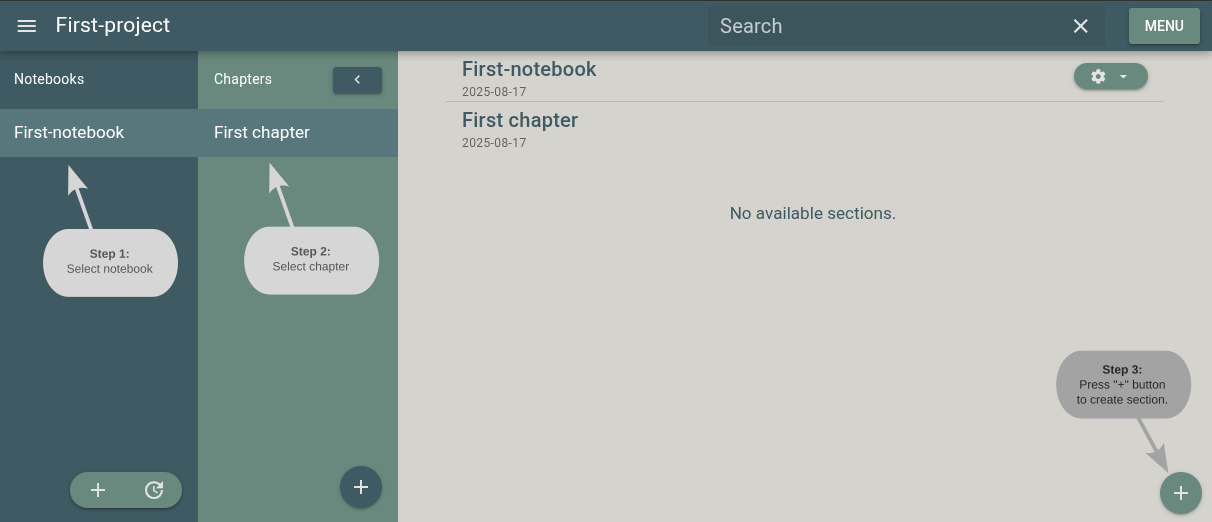 First-project
Search
MENU
Notebooks
Chapters
First-notebook
First chapter
First-notebook
2025-08-17
First chapter
2025-08-17
No available sections.
Step 1:
Select notebook
Step 2:
Select chapter
Step 3:
Press "+" button
to create section.